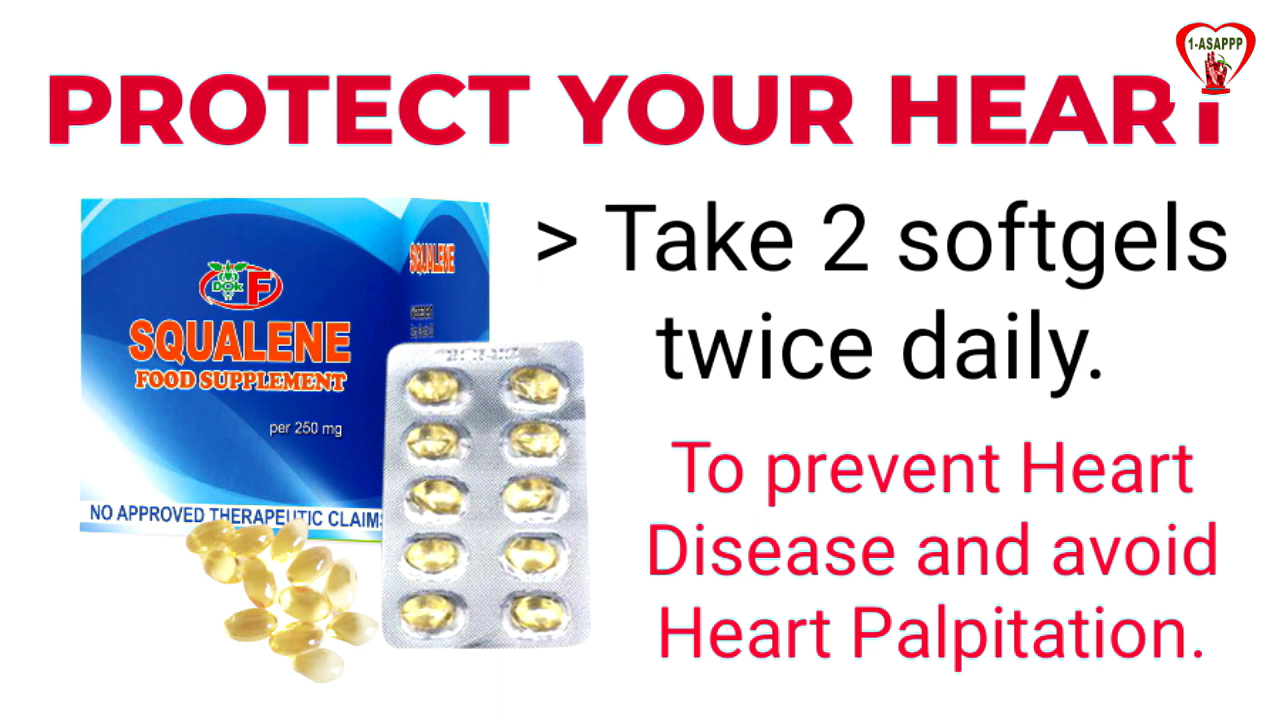 1-ASAPPP
PROTECT YOUR HEART
> Take 2 softgels
twice daily.
To prevent Heart
Disease and avoid
Heart Palpitation.
DOk F
SQUALENE
FOOD SUPPLEMENT
per 250 mg
NO APPROVED THERAPEUTIC CLAIMS
SQUALENE